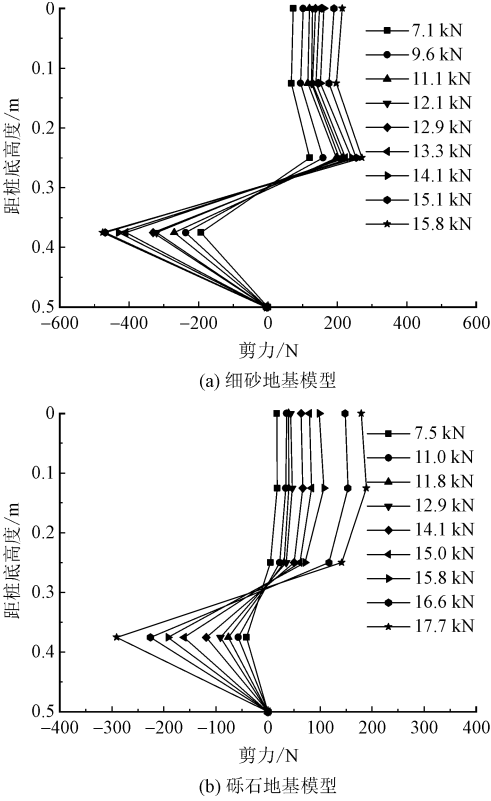 0
0.1
0.2
0.3
0.4
0.5
距桩底高度/m
7.1 kN
9.6 kN
11.1 kN
12.1 kN
12.9 kN
13.3 kN
14.1 kN
15.1 kN
15.8 kN
−600 −400 −200 0 200 400 600
剪力/N
(a) 细砂地基模型
0
0.1
0.2
0.3
0.4
0.5
距桩底高度/m
7.5 kN
11.0 kN
11.8 kN
12.9 kN
14.1 kN
15.0 kN
15.8 kN
16.6 kN
17.7 kN
−400 −300 −200 −100 0 100 200 300 400
剪力/N
(b) 砾石地基模型